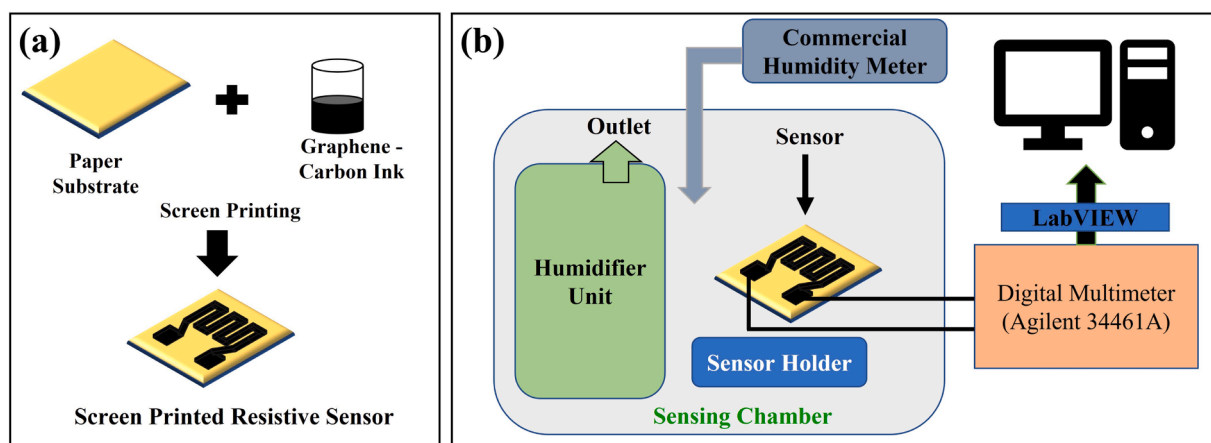 (a)
Paper
Substrate
Graphene -
Carbon Ink
Screen Printing
Screen Printed Resistive Sensor
(b)
Commercial
Humidity Meter
Outlet
Sensor
Humidifier
Unit
Sensor Holder
Sensing Chamber
LabVIEW
Digital Multimeter
(Agilent 34461A)